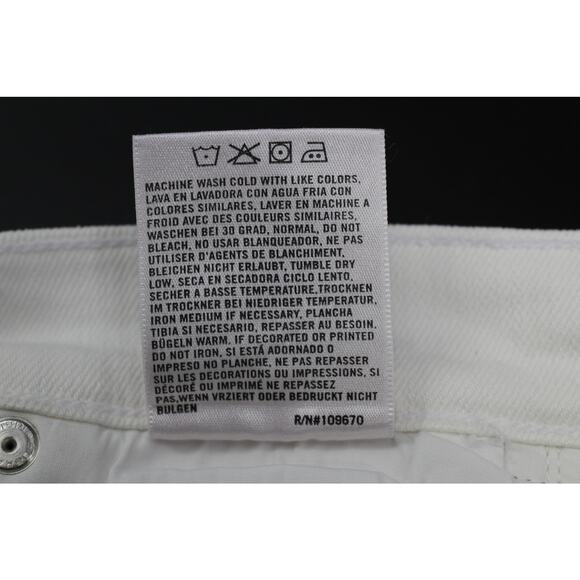 MACHINE WASH COLD WITH LIKE COLORS,
LAVA EN LAVADORA CON AGUA FRIA CON
COLORES SIMILARES, LAVER EN MACHINE A
FROID AVEC DES COULEURS SIMILAIRES,
WASCHEN BEI 30 GRAD, NORMAL, DO NOT
BLEACH, NO USAR BLANQUEADOR, NE PAS
UTILISER D'AGENTS DE BLANCHIMENT,
BLEICHEN NICHT ERLAUBT, TUMBLE DRY
LOW, SECA EN SECADORA CICLO LENTO,
SECHER A BASSE TEMPERATURE,TROCKNEN
IM TROCKNER BEI NIEDRIGER TEMPERATUR,
IRON MEDIUM IF NECESSARY, PLANCHA
TIBIA SI NECESARIO, REPASSER AU BESOIN.
BÜGELN WARM, IF DECORATED OR PRINTED
DO NOT IRON, SI ESTÁ ADORNADO O
IMPRESO NO PLANCHE, NE PAS REPASSER
SUR LES DECORATIONS OU IMPRESSIONS, SI
DÉCORÉ OU IMPRIMÉ NE REPASSEZ
PAS,WENN VRZIERT ODER BEDRUCKT NICHT
BULGEN
R/N#109670